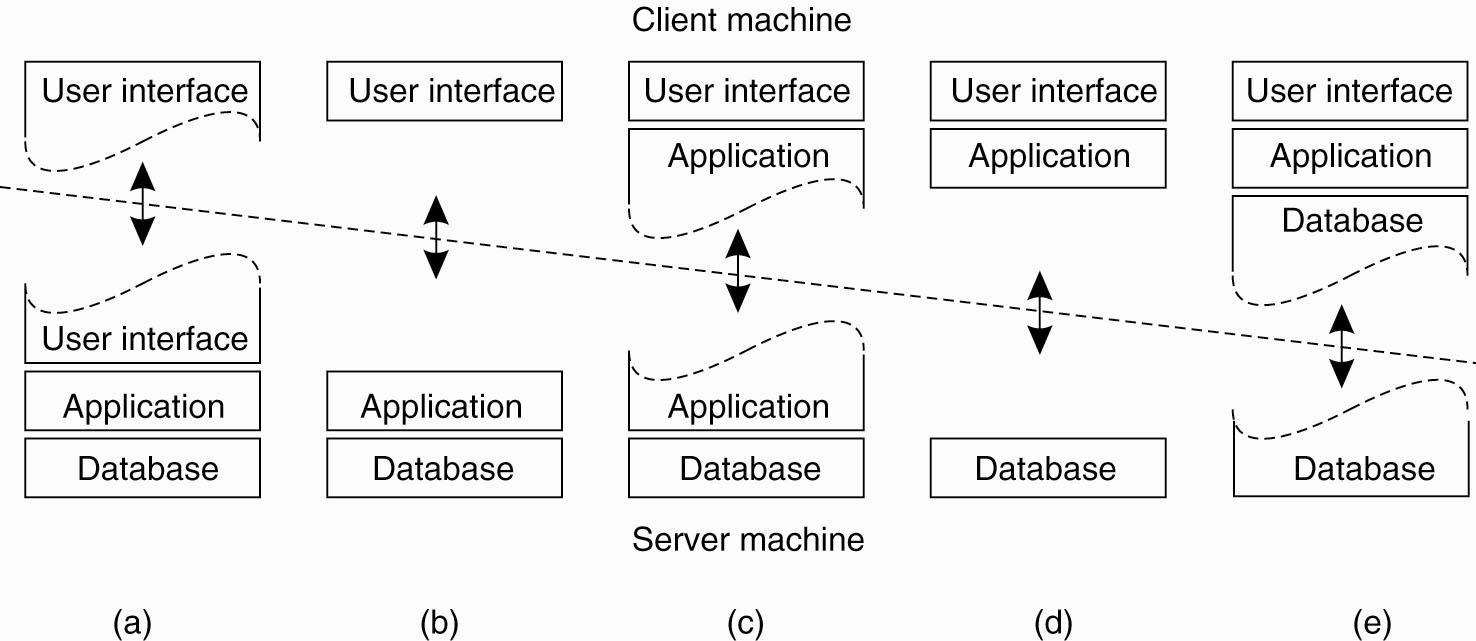 Client machine
User interface
User interface
User interface
User interface
User interface
Application
Application
Application
Database
User interface
Application
Application
Application
Database
Database
Database
Database
Database
Server machine
(a)
(b)
(c)
(d)
(e)